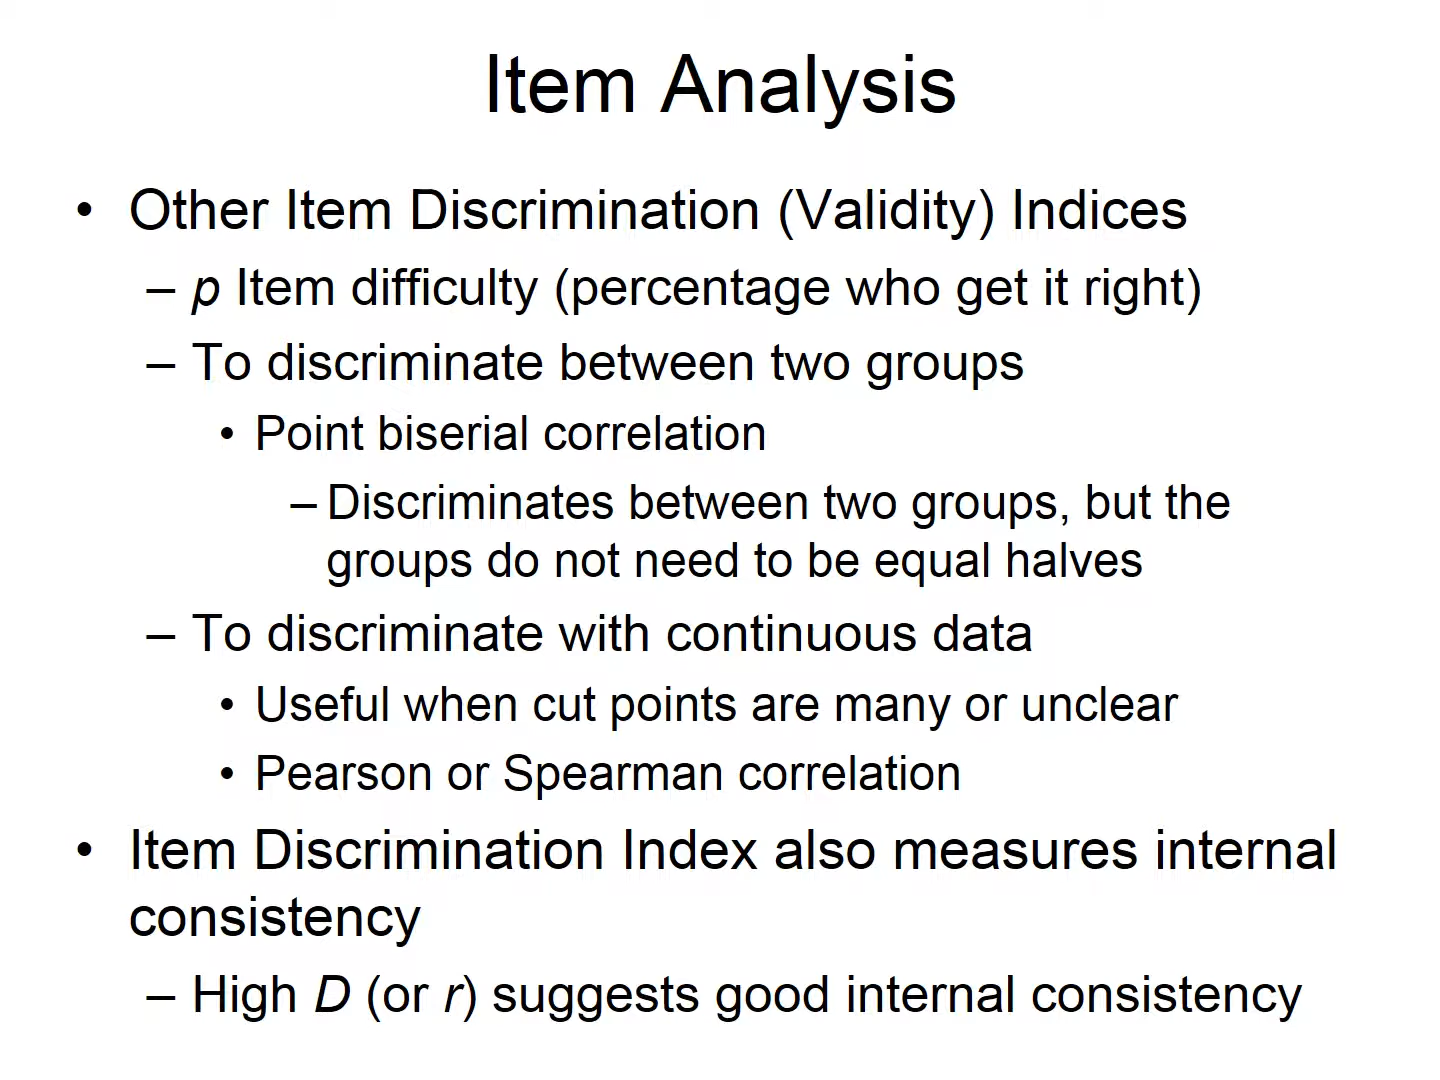 Item Analysis
• Other Item Discrimination (Validity) Indices
– p Item difficulty (percentage who get it right)
– To discriminate between two groups
• Point biserial correlation
– Discriminates between two groups, but the
groups do not need to be equal halves
– To discriminate with continuous data
• Useful when cut points are many or unclear
• Pearson or Spearman correlation
• Item Discrimination Index also measures internal
consistency
– High D (or r) suggests good internal consistency